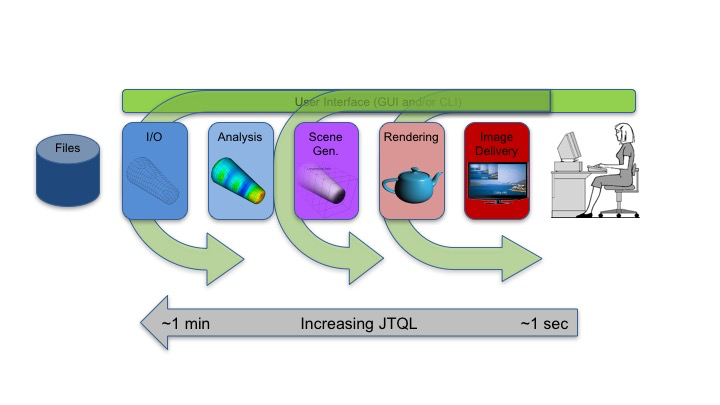 User Interface (GUI and/or CLI)
Files
I/O
Analysis
Scene
Gen.
Rendering
Image
Delivery
~1 min
Increasing JTQL
~1 sec